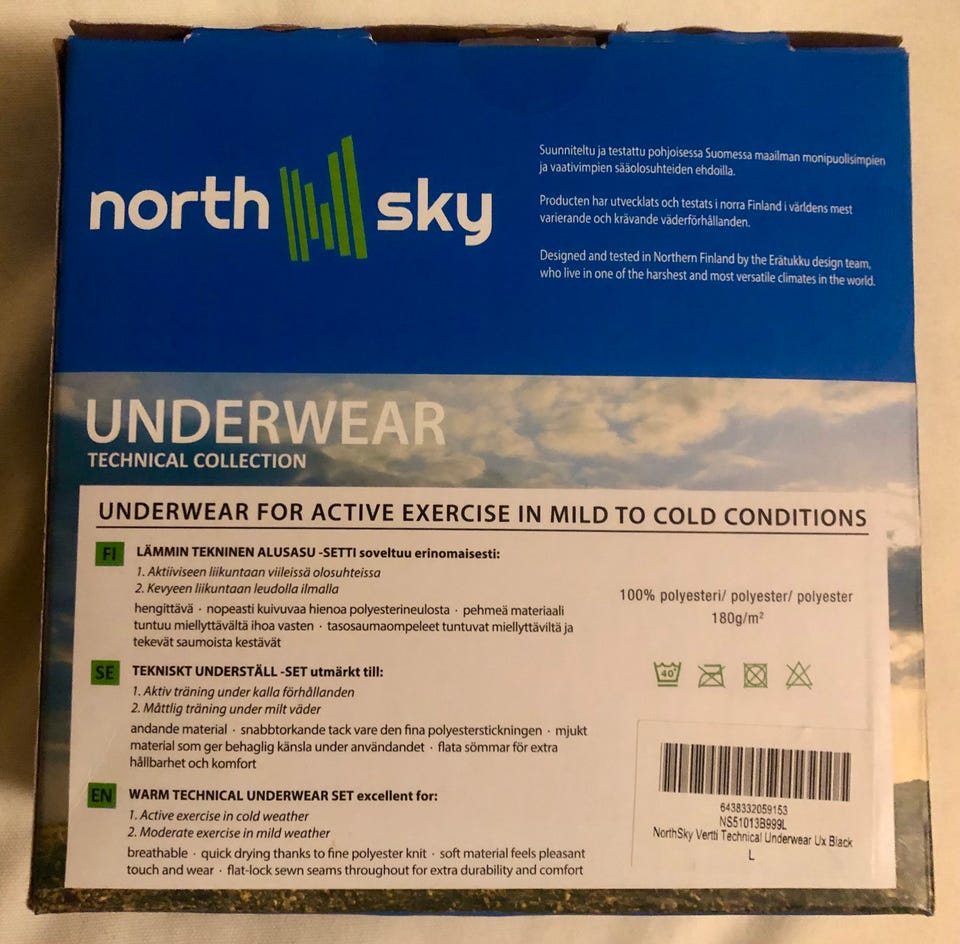 north sky
Suunniteltu ja testattu pohjoisessa Suomessa maailman monipuolisimpien
ja vaativimpien sääolosuhteiden ehdoilla.
Producten har utvecklats och testats i norra Finland i världens mest
varierande och krävande väderförhållanden.
Designed and tested in Northern Finland by the Erätukku design team,
who live in one of the harshest and most versatile climates in the world.
UNDERWEAR
TECHNICAL COLLECTION
UNDERWEAR FOR ACTIVE EXERCISE IN MILD TO COLD CONDITIONS
FI LÄMMIN TEKNINEN ALUSASU -SETTI soveltuu erinomaisesti:
1. Aktiiviseen liikuntaan viileissä olosuhteissa
2. Kevyeen liikuntaan leudolla ilmalla
hengittävä · nopeasti kuivuvaa hienoa polyesterineulosta · pehmeä materiaali
tuntuu miellyttävältä ihoa vasten · tasosaumaompeleet tuntuvat miellyttäviltä ja
tekevät saumoista kestävät
SE TEKNISKT UNDERSTÄLL -SET utmärkt till:
1. Aktiv träning under kalla förhållanden
2. Måttlig träning under milt väder
andande material · snabbtorkande tack vare den fina polyesterstickningen · mjukt
material som ger behaglig känsla under användandet · flata sömmar för extra
hållbarhet och komfort
EN WARM TECHNICAL UNDERWEAR SET excellent for:
1. Active exercise in cold weather
2. Moderate exercise in mild weather
breathable · quick drying thanks to fine polyester knit · soft material feels pleasant
touch and wear · flat-lock sewn seams throughout for extra durability and comfort
100% polyesteri/ polyester/ polyester
180g/m²
40°
6438332059153
NS51013B999L
NorthSky Vertti Technical Underwear Ux Black
L